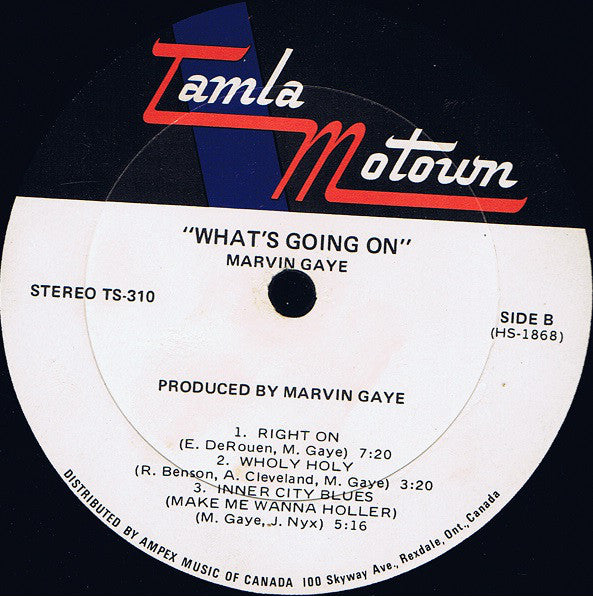 Tamla
Motown
"WHAT'S GOING ON"
MARVIN GAYE
STEREO TS-310
SIDE B
(HS-1868)
PRODUCED BY MARVIN GAYE
1. RIGHT ON
(E. DeROUEN, M. Gaye) 7:20
2. WHOLY HOLY
(R. Benson, A. Cleveland, M. Gaye) 3:20
3. INNER CITY BLUES
(MAKE ME WANNA HOLLER)
(M. Gaye, J. Nyx) 5:16
DISTRIBUTED BY AMPEX MUSIC OF CANADA 100 Skyway Ave., Rexdale, Ont., Canada